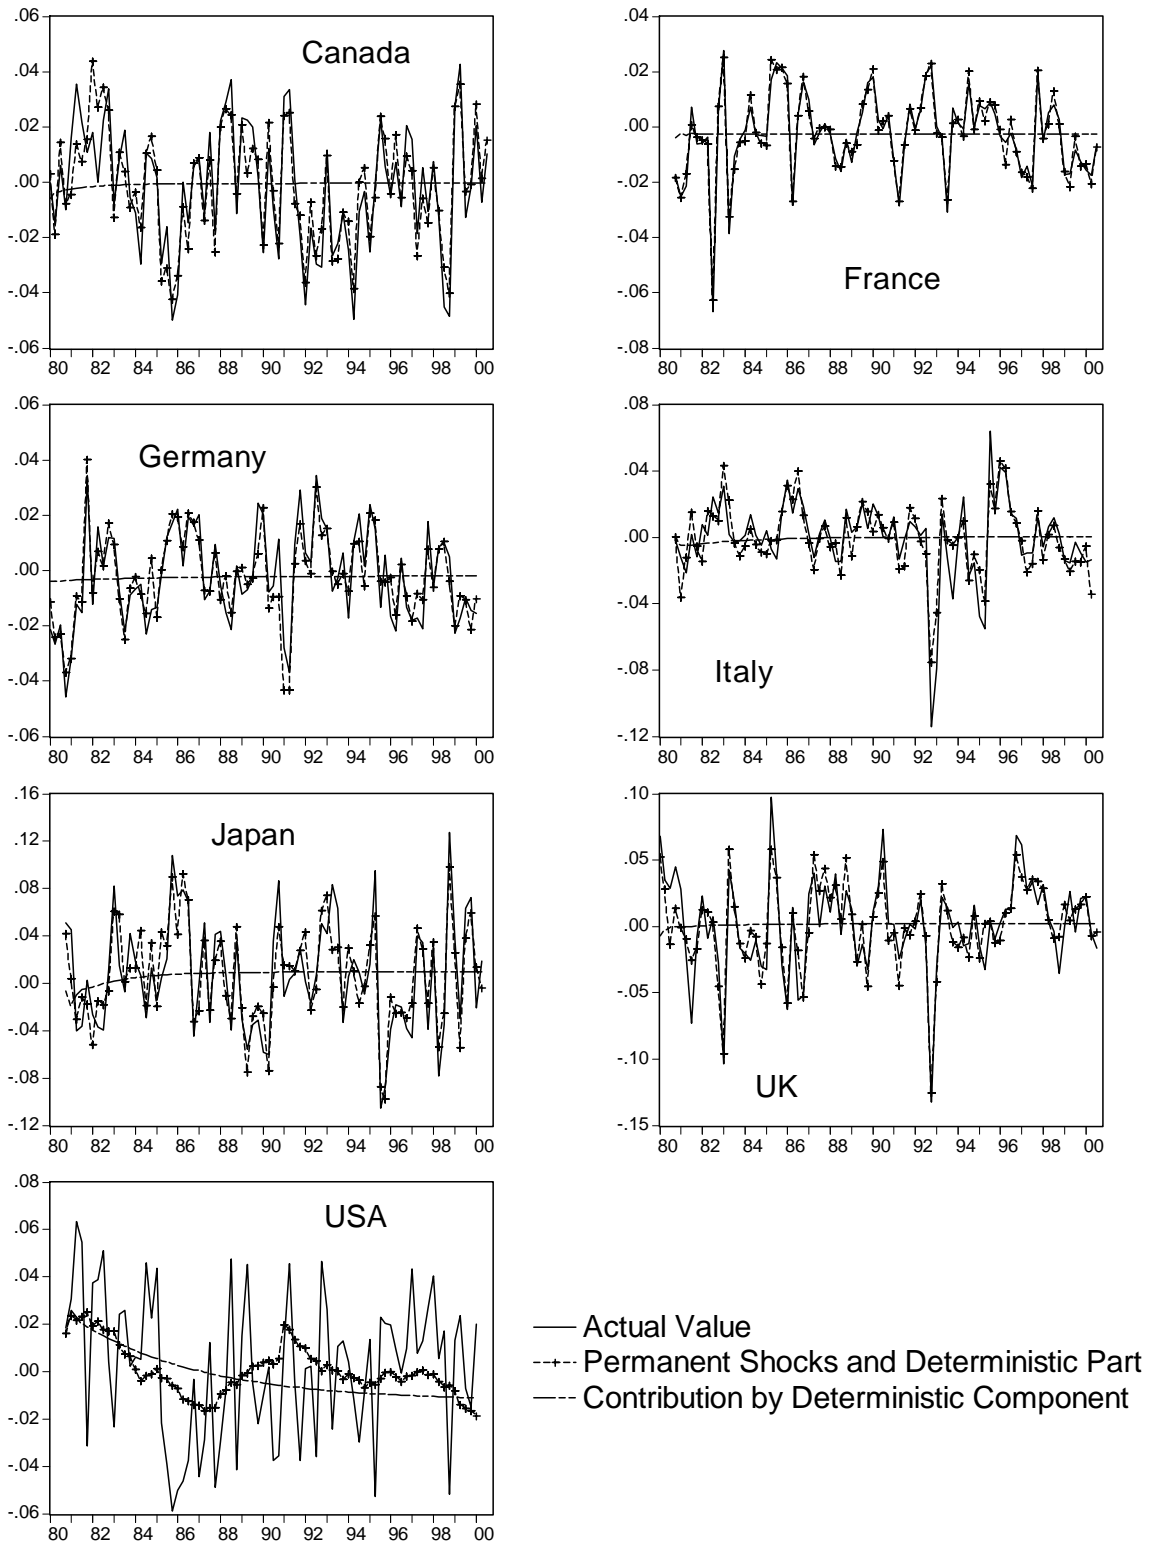 .06
.04
.02
.00
-.02
-.04
-.06
Canada
80 82 84 86 88 90 92 94 96 98 00
.04
.02
.00
-.02
-.04
-.06
-.08
France
80 82 84 86 88 90 92 94 96 98 00
.06
.04
.02
.00
-.02
-.04
-.06
Germany
80 82 84 86 88 90 92 94 96 98 00
.08
.04
.00
-.04
-.08
-.12
Italy
80 82 84 86 88 90 92 94 96 98 00
.16
.12
.08
.04
.00
-.04
-.08
-.12
Japan
80 82 84 86 88 90 92 94 96 98 00
.10
.05
.00
-.05
-.10
-.15
UK
80 82 84 86 88 90 92 94 96 98 00
.08
.06
.04
.02
.00
-.02
-.04
-.06
USA
80 82 84 86 88 90 92 94 96 98 00
Actual Value
Permanent Shocks and Deterministic Part
Contribution by Deterministic Component